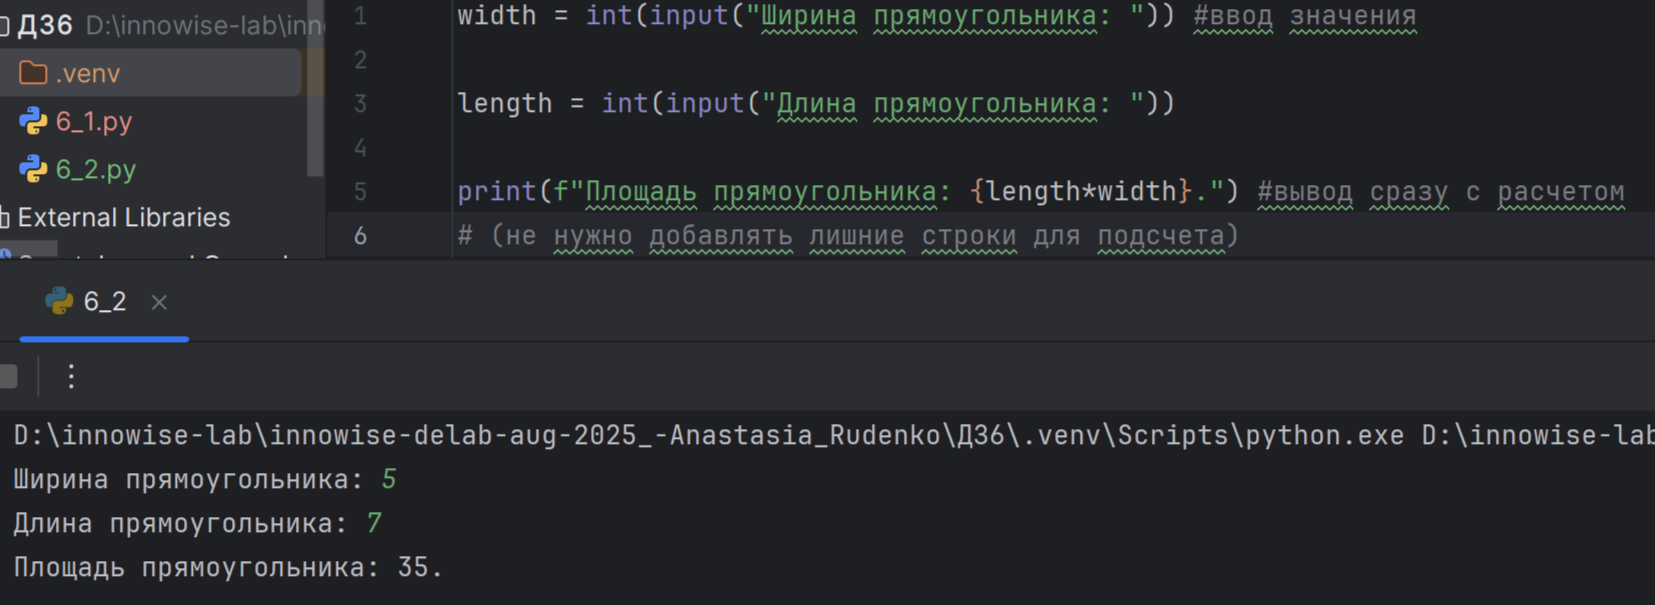 ДЗ6 D:\innowise-lab\inn
.venv
6_1.py
6_2.py
External Libraries
1 width = int(input("Ширина прямоугольника: ")) #ввод значения
2
3 length = int(input("Длина прямоугольника: "))
4
5 print(f"Площадь прямоугольника: {length*width}.") #вывод сразу с расчетом
6 # (не нужно добавлять лишние строки для подсчета)
6_2
D:\innowise-lab\innowise-delab-aug-2025_-Anastasia_Rudenko\ДЗ6\.venv\Scripts\python.exe D:\innowise-lab
Ширина прямоугольника: 5
Длина прямоугольника: 7
Площадь прямоугольника: 35.